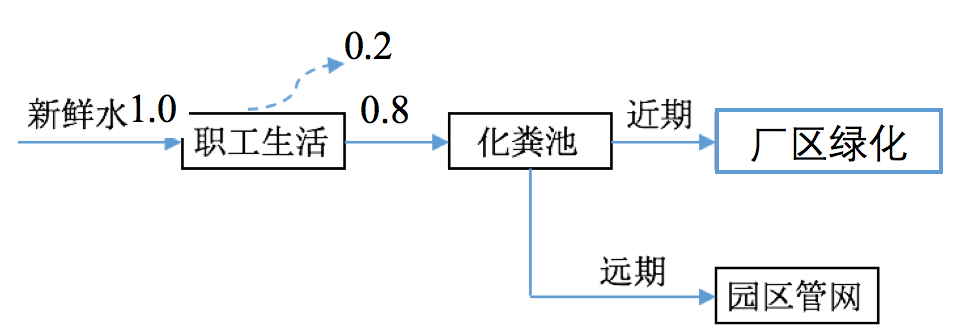 0.2
新鲜水1.0
0.8
近期
职工生活
化粪池
厂区绿化
远期
园区管网